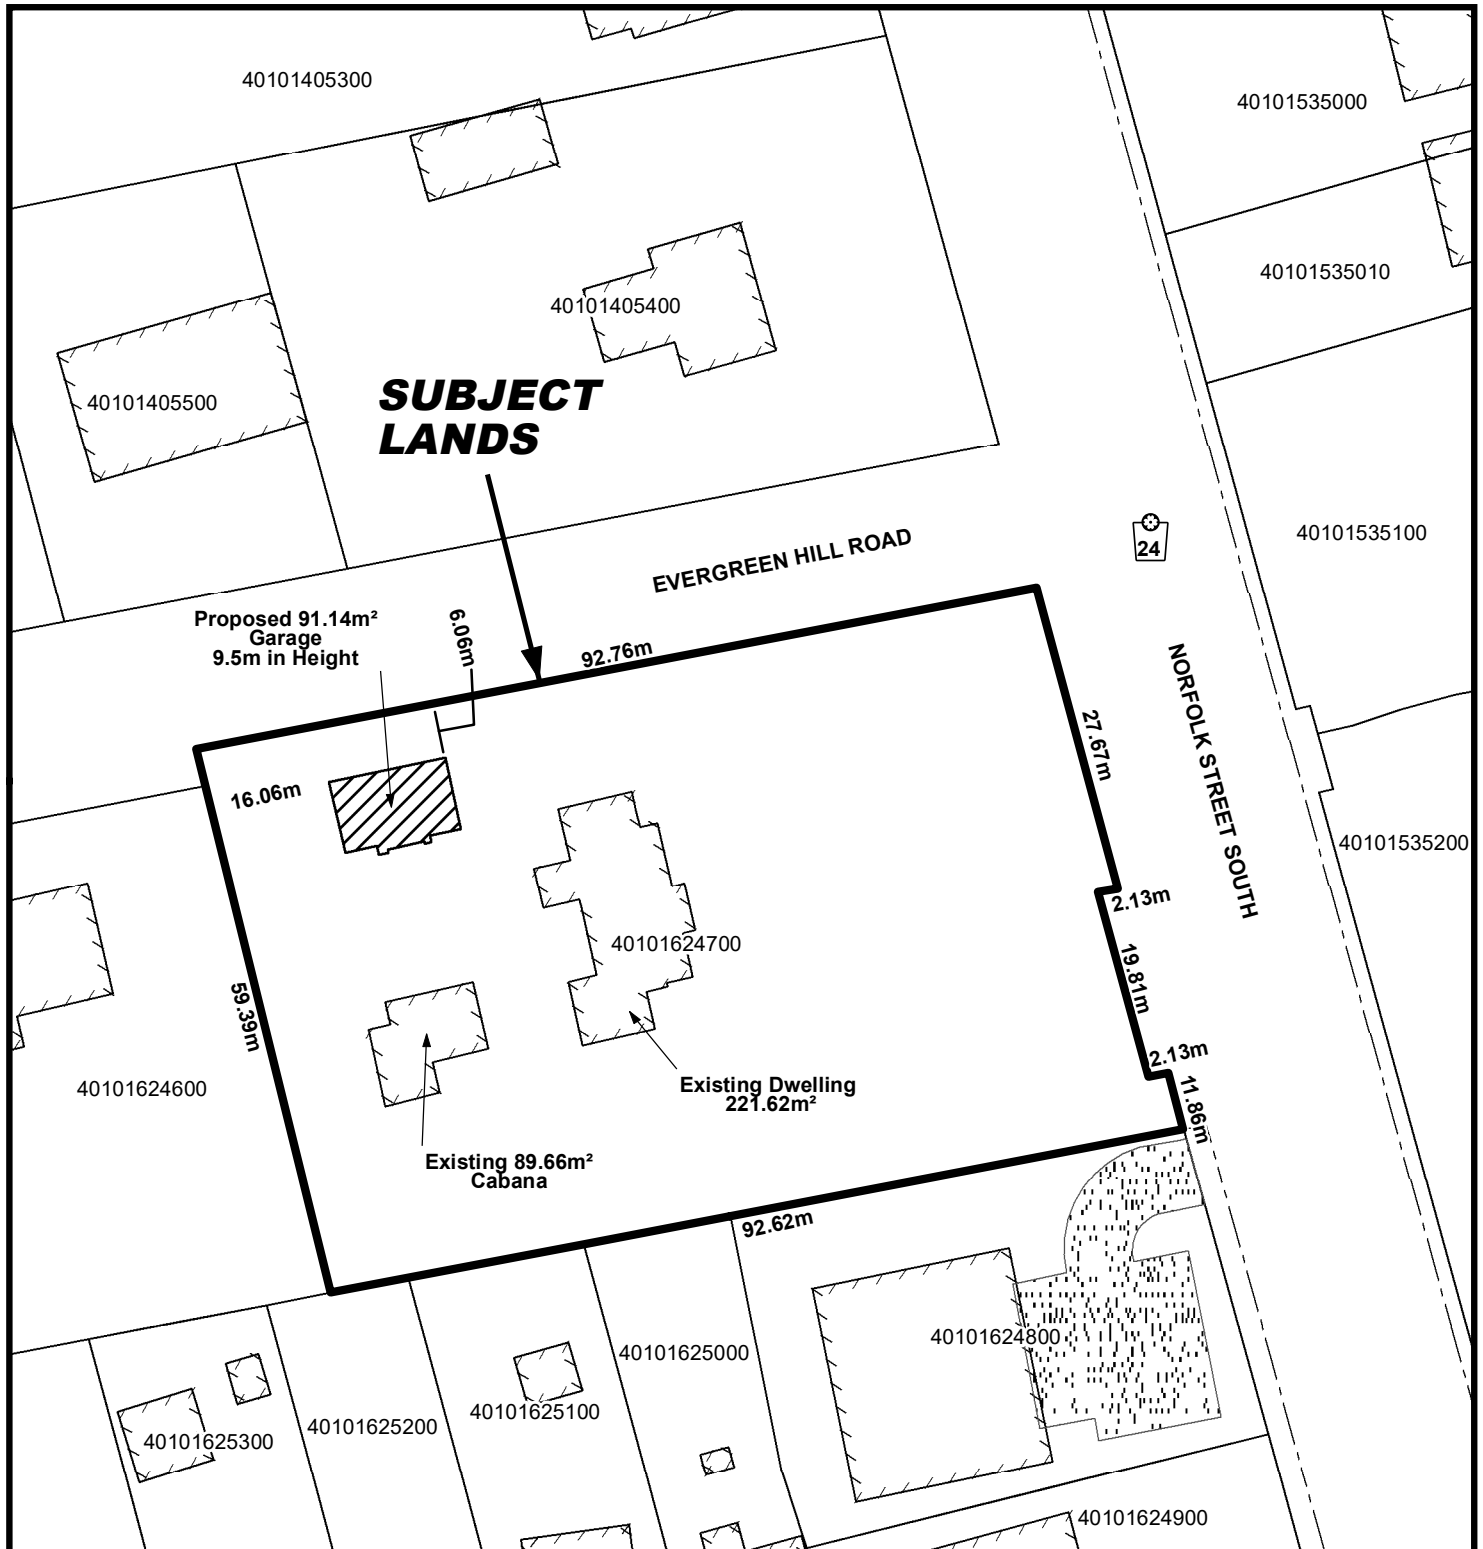 40101405300
40101535000
40101535010
40101405400
40101405500
SUBJECT
LANDS
24
40101535100
EVERGREEN HILL ROAD
Proposed 91.14m²
Garage
9.5m in Height
6.06m
92.76m
NORFOLK STREET SOUTH
27.67m
16.06m
40101535200
2.13m
40101624700
19.81m
59.39m
2.13m
40101624600
Existing Dwelling
221.62m²
11.86m
Existing 89.66m²
Cabana
92.62m
40101624800
40101625000
40101625100
40101625200
40101625300
40101624900